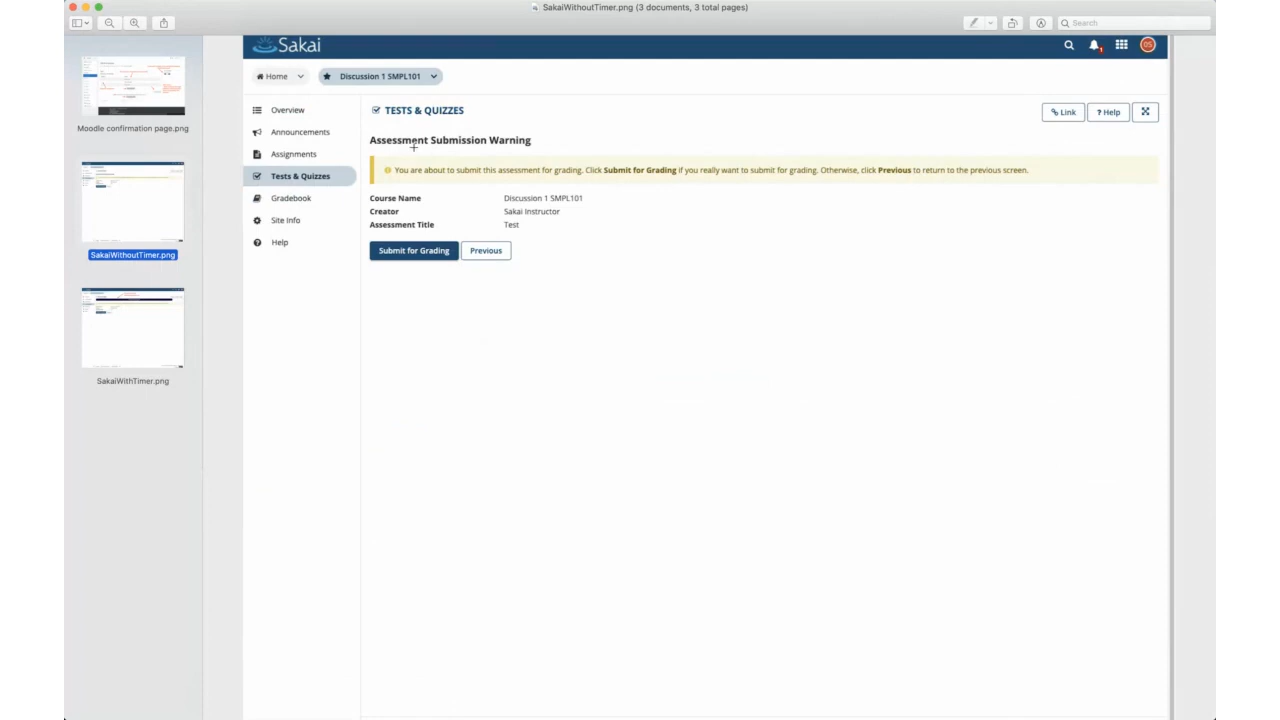 SakaiWithoutTimer.png (3 documents, 3 total pages)
Search
Moodle confirmation page.png
SakaiWithoutTimer.png
SakaiWithTimer.png
Sakai
Home
Discussion 1 SMPL101
Overview
Announcements
Assignments
Tests & Quizzes
Gradebook
Site Info
Help
TESTS & QUIZZES
Link
? Help
Assessment Submission Warning
You are about to submit this assessment for grading. Click Submit for Grading if you really want to submit for grading. Otherwise, click Previous to return to the previous screen.
Course Name Discussion 1 SMPL101
Creator Sakai Instructor
Assessment Title Test
Submit for Grading
Previous